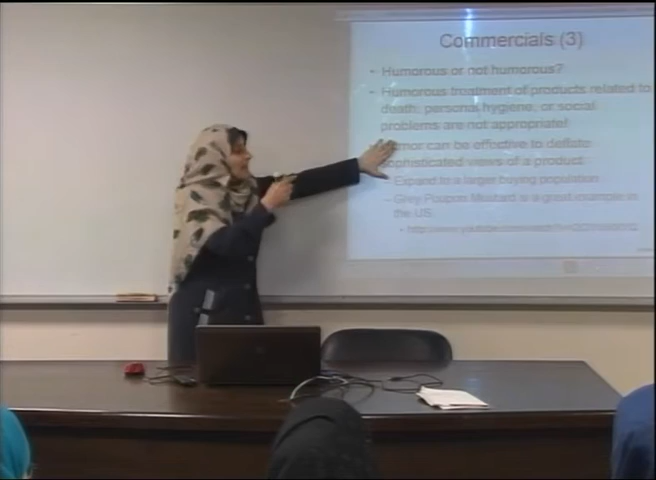 Commercials (3)
• Humorous or not humorous?
• Humorous treatment of products related to
death, personal hygiene, or social
problems are not appropriate!
can be effective to deflate
sophisticated views of a product
– Expand to a larger buying population
– Grey Poupon Mustard is a great example in
the US.